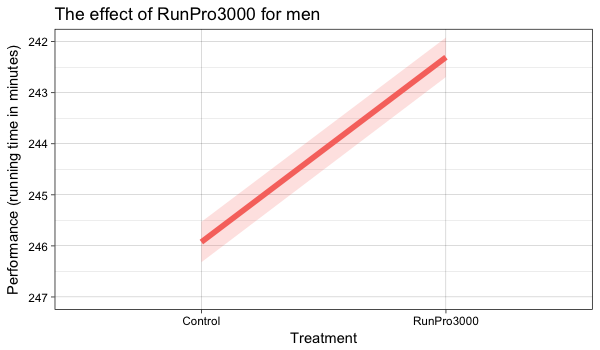 The effect of RunPro3000 for men
Performance (running time in minutes)
242
243
244
245
246
247
Control
RunPro3000
Treatment